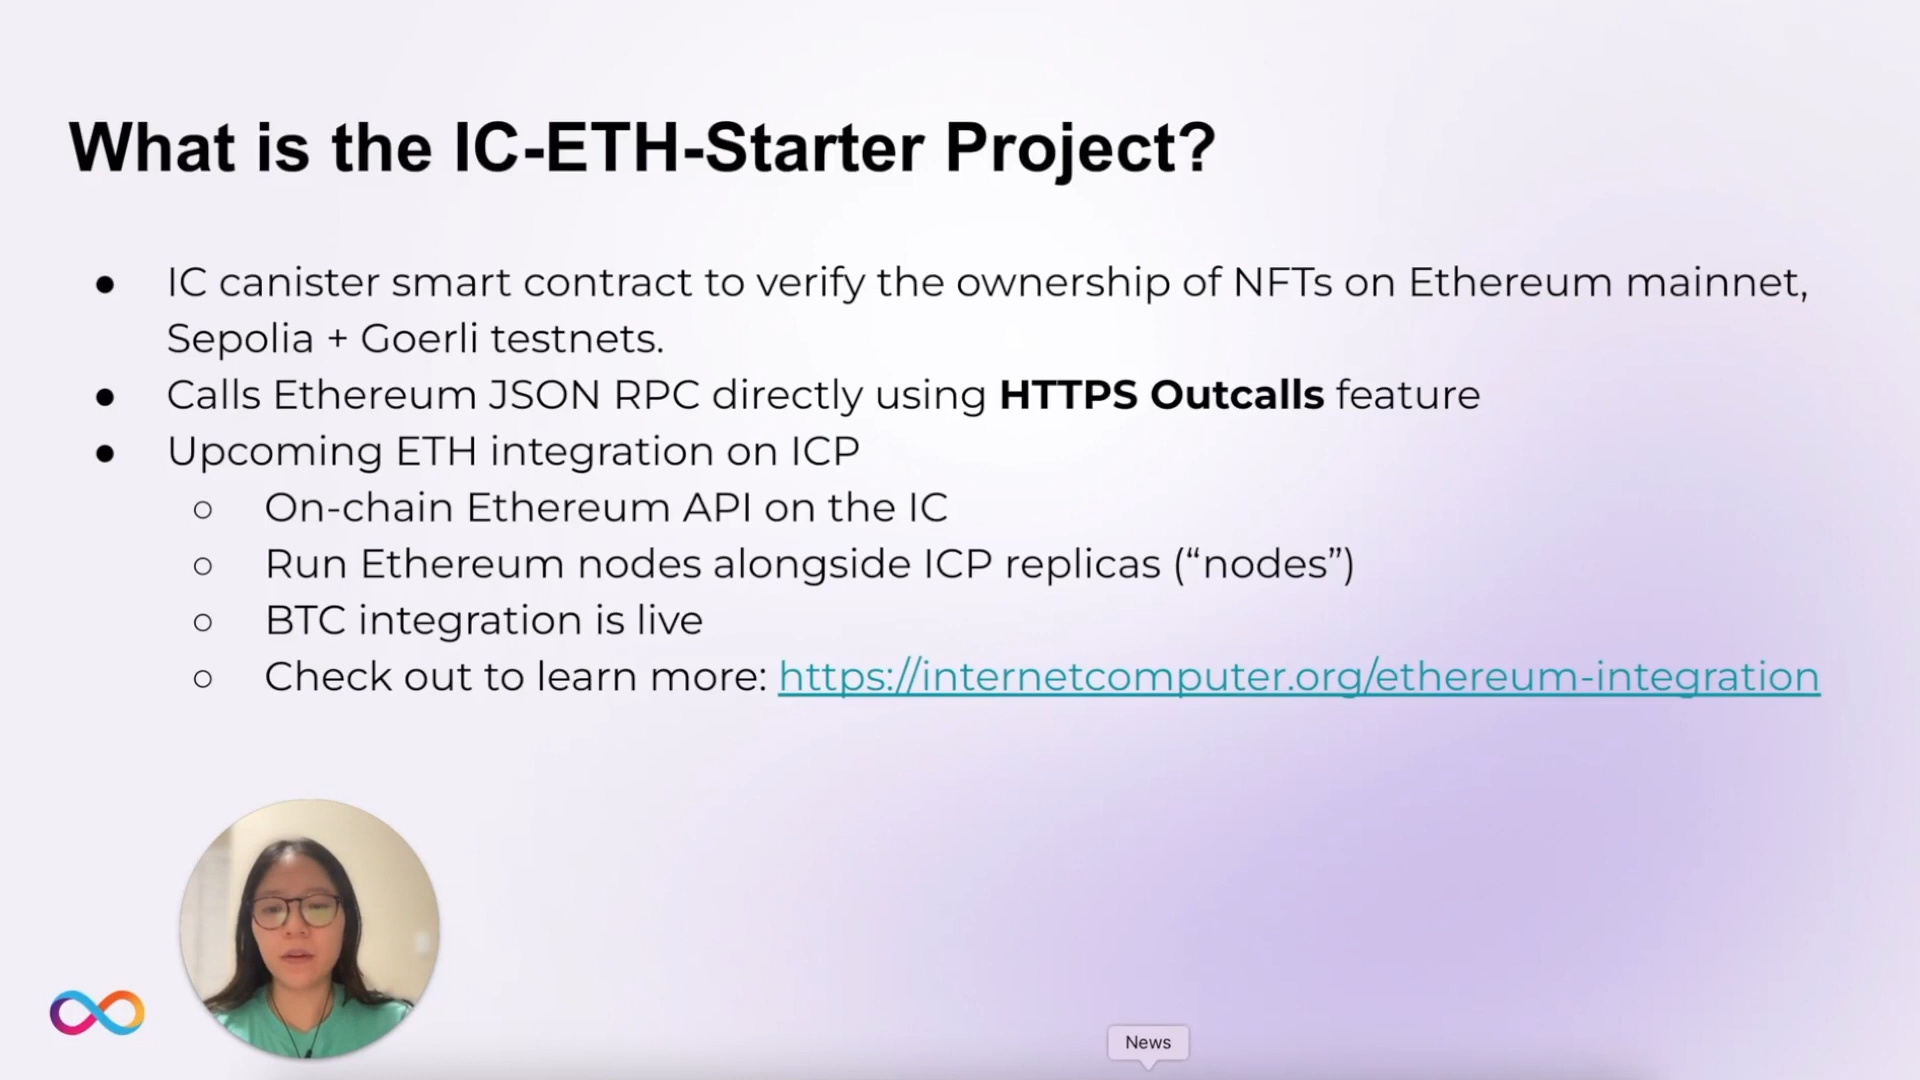 What is the IC-ETH-Starter Project?
● IC canister smart contract to verify the ownership of NFTs on Ethereum mainnet,
Sepolia + Goerli testnets.
● Calls Ethereum JSON RPC directly using HTTPS Outcalls feature
● Upcoming ETH integration on ICP
○ On-chain Ethereum API on the IC
○ Run Ethereum nodes alongside ICP replicas (“nodes”)
○ BTC integration is live
○ Check out to learn more: https://internetcomputer.org/ethereum-integration
News